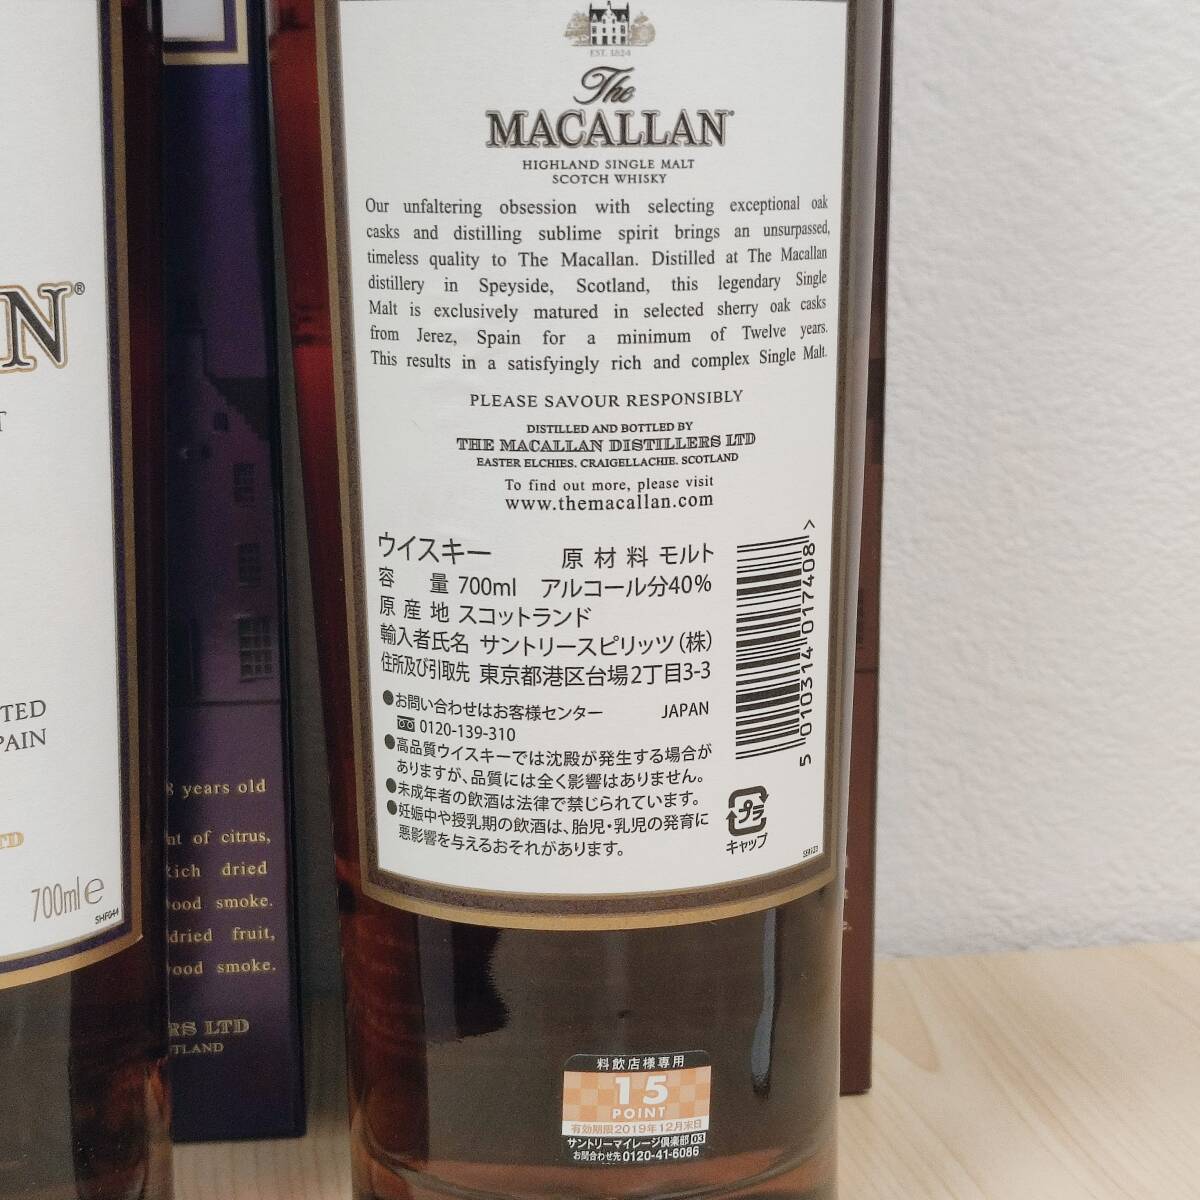 EST. 1824
The
MACALLAN®
HIGHLAND SINGLE MALT
SCOTCH WHISKY
Our unfaltering obsession with selecting exceptional oak
casks and distilling sublime spirit brings an unsurpassed,
timeless quality to The Macallan. Distilled at The Macallan
distillery in Speyside, Scotland, this legendary Single
Malt is exclusively matured in selected sherry oak casks
from Jerez, Spain for a minimum of Twelve years.
This results in a satisfyingly rich and complex Single Malt.
PLEASE SAVOUR RESPONSIBLY
DISTILLED AND BOTTLED BY
THE MACALLAN DISTILLERS LTD
EASTER ELCHIES. CRAIGELLACHIE. SCOTLAND
To find out more, please visit
www.themacallan.com
ウイスキー 原材料 モルト
容量 700ml アルコール分40%
原産地 スコットランド
輸入者氏名 サントリースピリッツ(株)
住所及び引取先 東京都港区台場2丁目3-3
●お問い合わせはお客様センター JAPAN
0120-139-310
●高品質ウイスキーでは沈殿が発生する場合が
ありますが、品質には全く影響はありません。
●未成年者の飲酒は法律で禁じられています。
●妊娠中や授乳期の飲酒は、胎児・乳児の発育に
悪影響を与えるおそれがあります。
5 010314 017408 >
プラ
キャップ
料飲店様専用
15
POINT
有効期限2019年12月末日
サントリーマイレージ倶楽部 03
お問合わせ先 0120-41-6086
N®
T
TED
PAIN
TD
700ml e
SHF044
8 years old
nt of citrus,
Rich dried
wood smoke.
dried fruit,
wood smoke.
RS LTD
TLAND